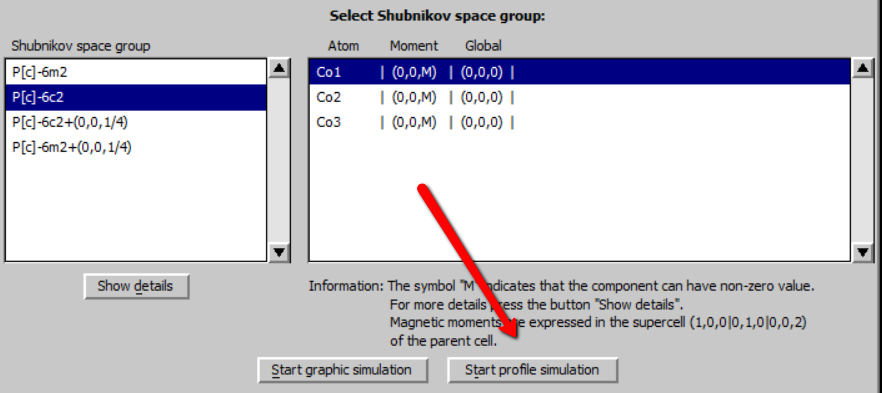 Select Shubnikov space group:
Shubnikov space group
Atom Moment Global
P[c]-6m2
P[c]-6c2
P[c]-6c2+(0,0,1/4)
P[c]-6m2+(0,0,1/4)
Co1 | (0,0,M) | (0,0,0) |
Co2 | (0,0,M) | (0,0,0) |
Co3 | (0,0,M) | (0,0,0) |
Show details
Information: The symbol "M" indicates that the component can have non-zero value.
For more details press the button "Show details".
Magnetic moments are expressed in the supercell (1,0,0|0,1,0|0,0,2)
of the parent cell.
Start graphic simulation
Start profile simulation